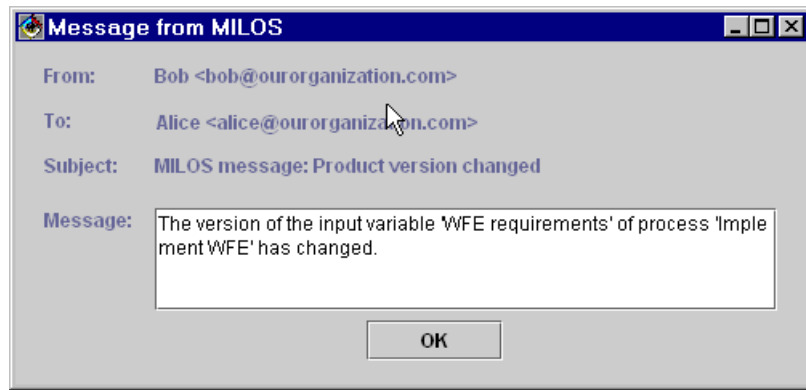 Message from MILOS
From: Bob <bob@ourorganization.com>
To: Alice <alice@ourorganization.com>
Subject: MILOS message: Product version changed
Message: The version of the input variable 'WFE requirements' of process 'Imple
ment WFE' has changed.
OK